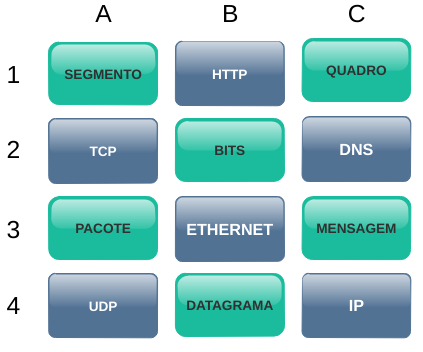 A B C
1 SEGMENTO HTTP QUADRO
2 TCP BITS DNS
3 PACOTE ETHERNET MENSAGEM
4 UDP DATAGRAMA IP